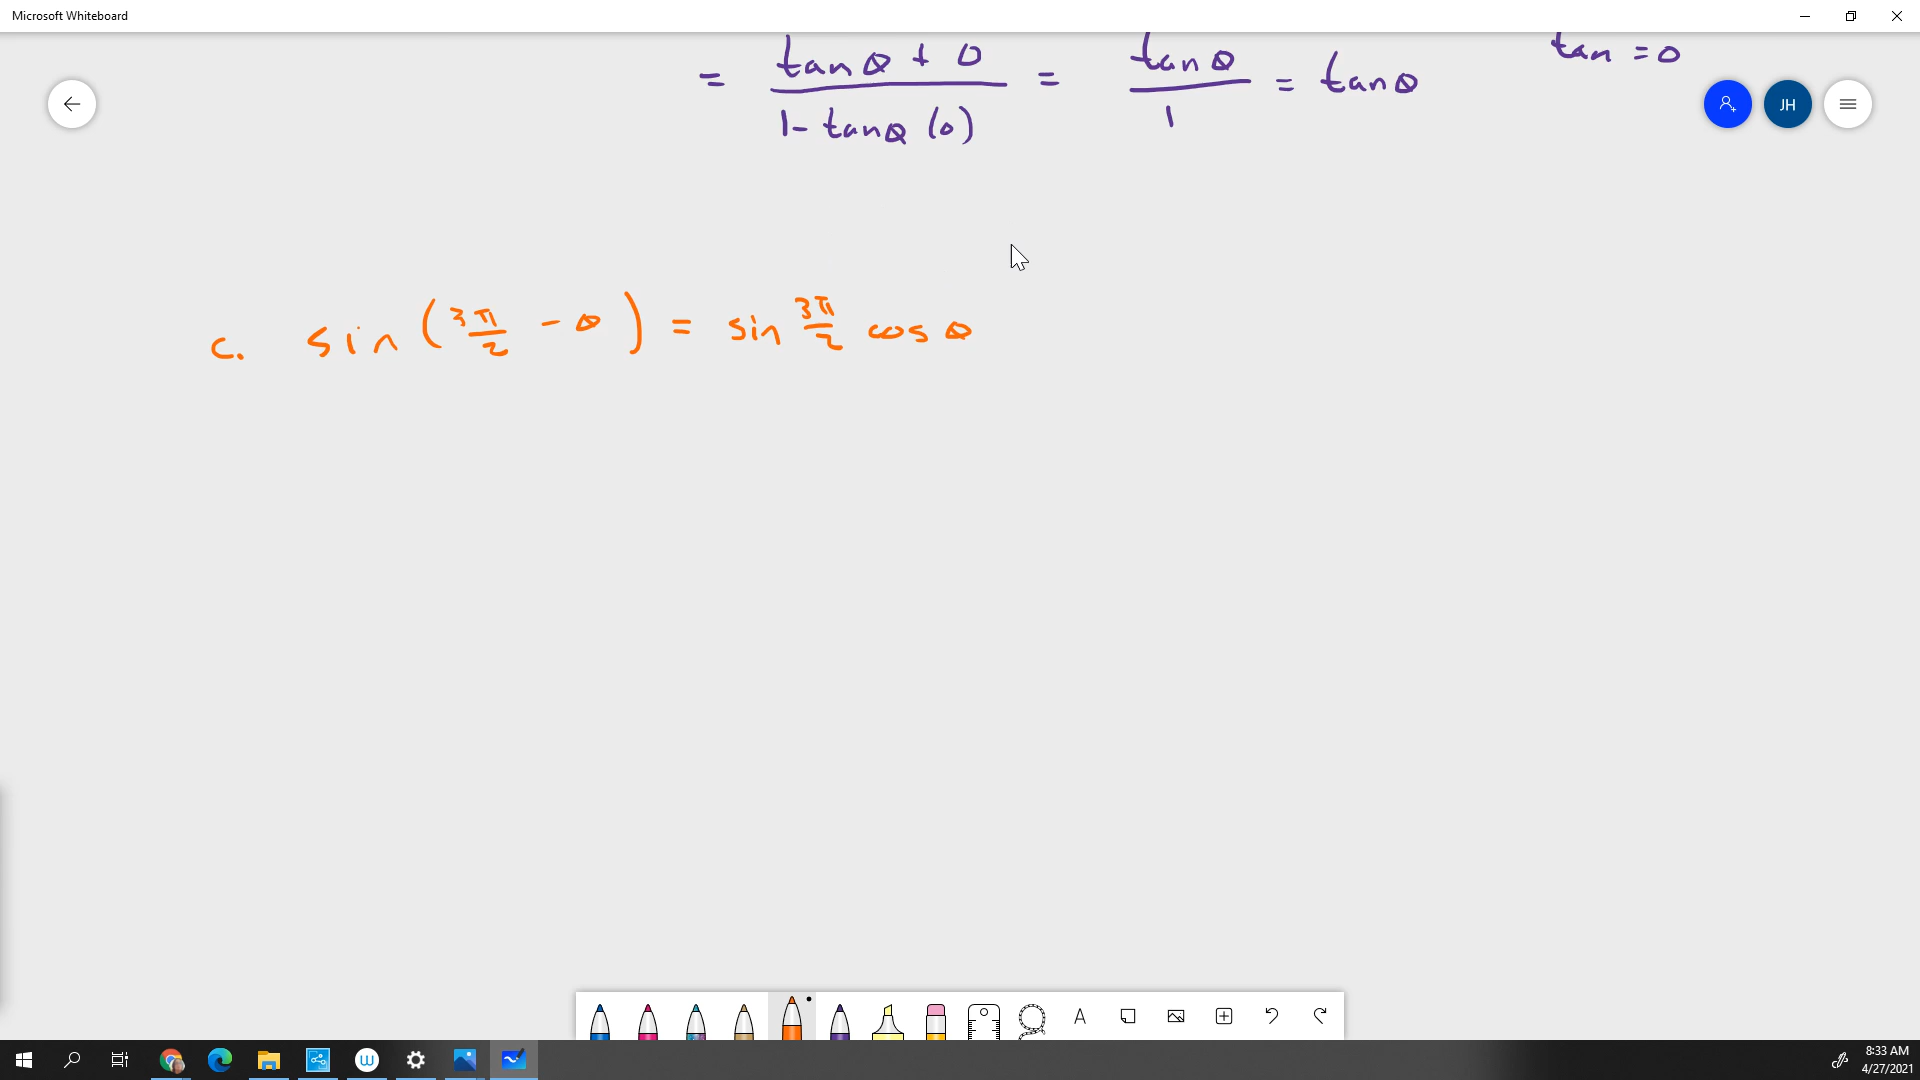 Microsoft Whiteboard
= tanθ + 0 / 1 - tanθ (0) = tanθ / 1 = tanθ
tan = 0
JH
c. sin(3π/2 - θ) = sin 3π/2 cos θ
A
8:33 AM
4/27/2021